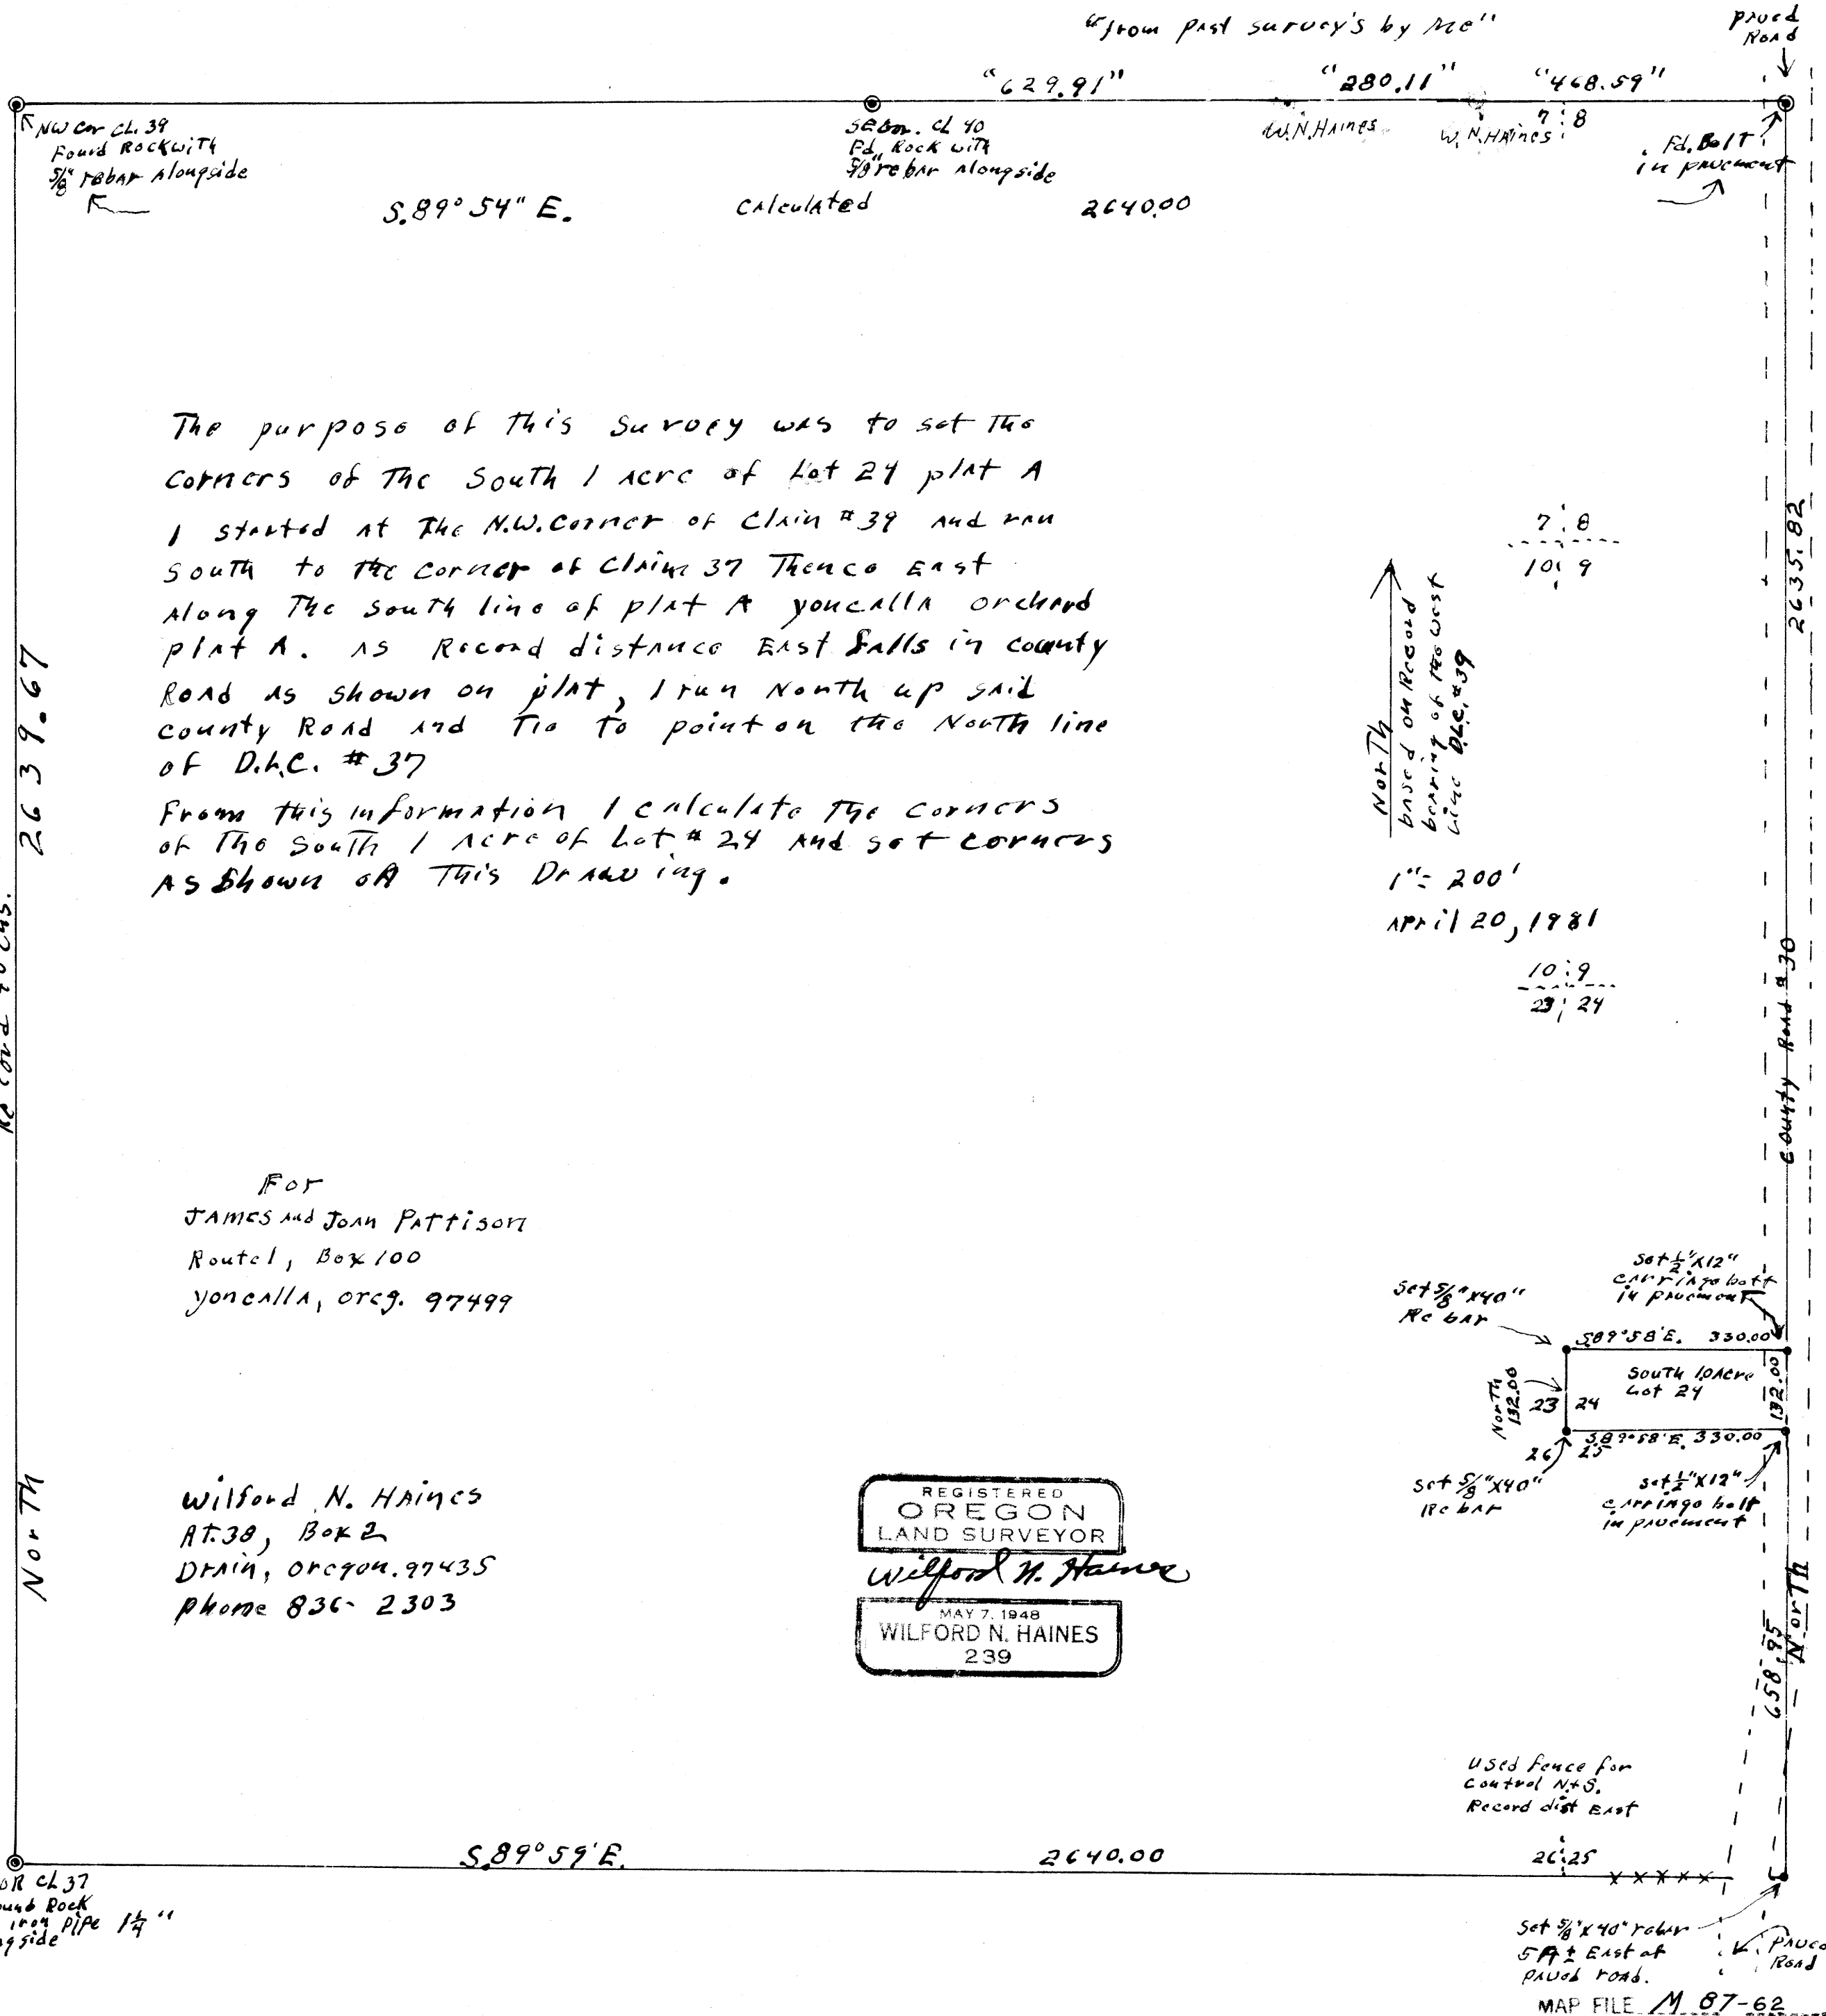 "from past survey's by Me"
paved
Road
"629.91"
"280.11"
"468.59"
NW Cor CL. 39
Found Rock with
5/8" rebar alongside
SE Cor. CL 40
Fd. Rock with
5/8" rebar alongside
W.N. Haines
W.N. Haines
7 8
Fd. Bolt
in pavement
S.89° 54" E.
Calculated
2640.00
The purpose of this survey was to set the
corners of the South 1 acre of Lot 24 plat A
I started at the N.W. Corner of Claim #39 and ran
South to the corner of Claim 37 Thence East
along the south line of plat A yoncalla orchard
plat A. as Record distance East falls in county
Road as shown on plat, I run North up said
county Road and Tie to point on the North line
of D.L.C. #37
From this information I calculate the corners
of the South 1 acre of Lot #24 and set corners
As Shown on This Drawing.
7 8
10 9
North
based on Record
bearing of the west
Line D.L.C. #39
1"= 200'
April 20, 1981
10 9
23 24
2635.82
County Road #30
2639.67
Record 40 chs.
North
For
James and Joan Pattison
Route 1, Box 100
yoncalla, oreg. 97499
Set 5/8" x 40"
Re bar
Set 1/2" x 12"
carriage bolt
in pavement
S89°58'E. 330.00
South 1.0 Acre
Lot 24
North
132.00
23 24
132.00
S.89°58'E. 330.00
26 25
Set 5/8" x 40"
Re bar
Set 1/2" x 12"
carriage bolt
in pavement
Wilford N. Haines
Rt. 38, Box 2
Drain, Oregon. 97435
Phone 836-2303
REGISTERED
OREGON
LAND SURVEYOR
Wilford N. Haines
MAY 7, 1948
WILFORD N. HAINES
239
658.95
North
Used fence for
Control N.+S.
Record dist East
S.89° 59' E.
2640.00
26 25
x x x x x
OR CL 37
ound Rock
iron pipe 1 1/4"
gside
Set 5/8" x 40" rebar
5 Ft ± East of
paved road.
Paved
Road
MAP FILE M 87-62